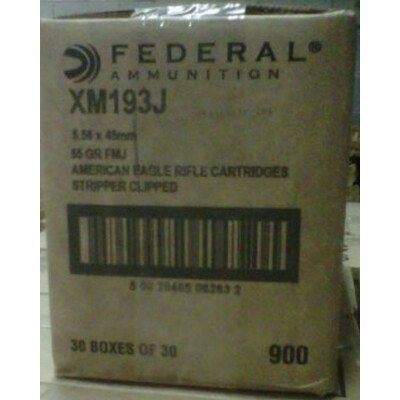 FEDERAL®
AMMUNITION
XM193J
5.56 x 45mm
55 GR FMJ
AMERICAN EAGLE RIFLE CARTRIDGES
STRIPPER CLIPPED
30 BOXES OF 30
900